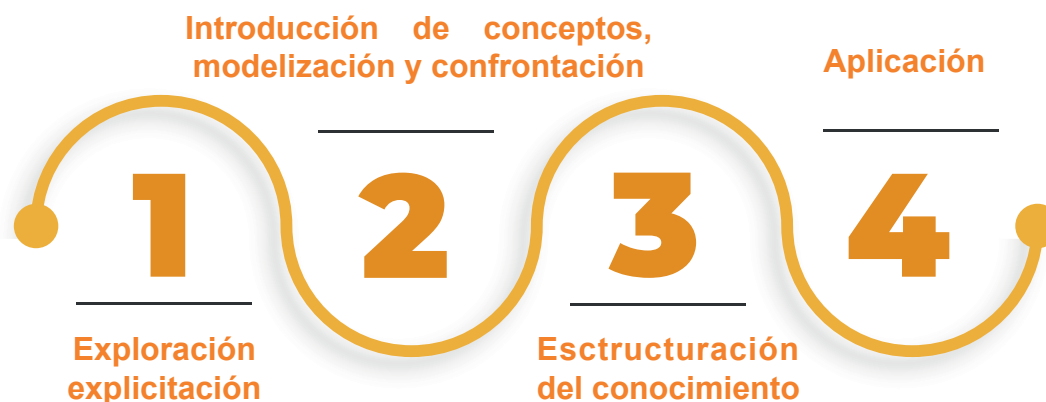 Introducción de conceptos,
modelización y confrontación
Aplicación
1
2
3
4
Exploración
explicitación
Esctructuración
del conocimiento